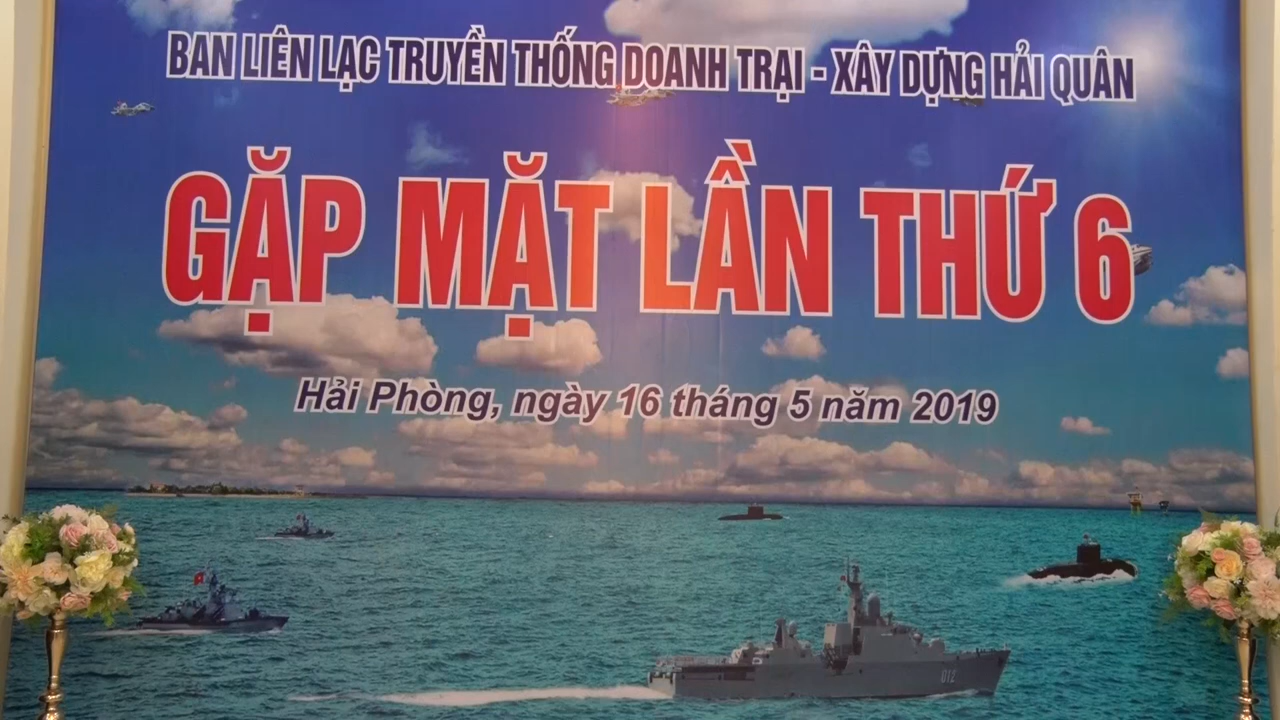 BAN LIÊN LẠC TRUYỀN THỐNG DOANH TRẠI - XÂY DỰNG HẢI QUÂN
GẶP MẶT LẦN THỨ 6
Hải Phòng, ngày 16 tháng 5 năm 2019
012